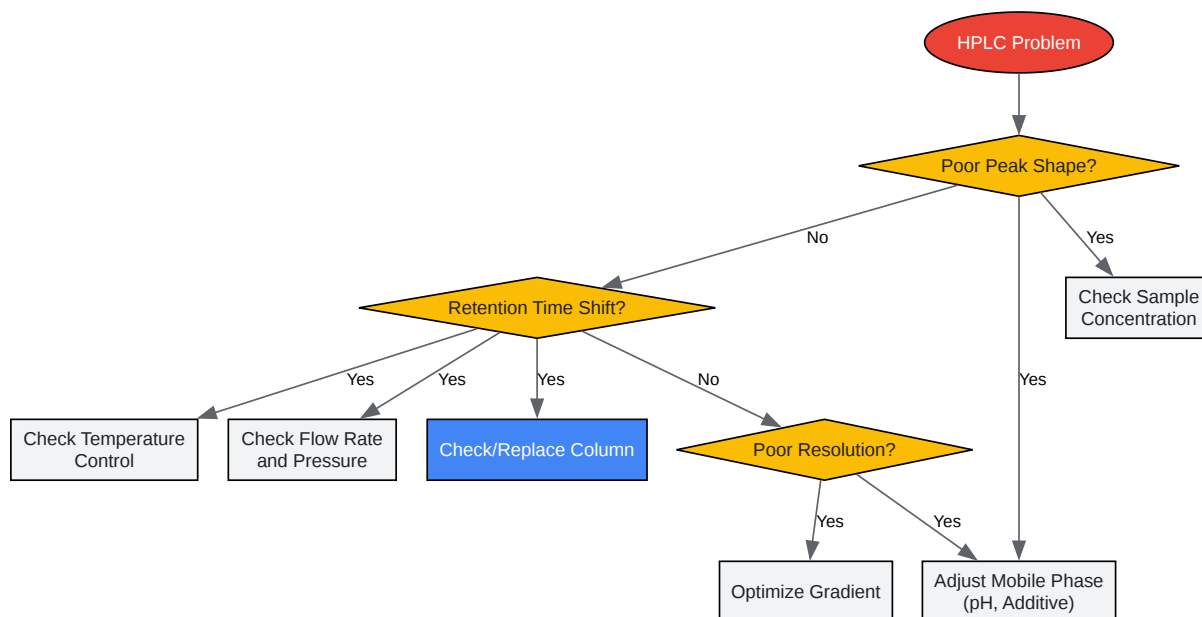 HPLC Problem
Poor Peak Shape?
No
Yes
Check Sample
Concentration
Retention Time Shift?
Yes
Yes
Yes
No
Yes
Check Temperature
Control
Check Flow Rate
and Pressure
Check/Replace Column
Poor Resolution?
Yes
Yes
Optimize Gradient
Adjust Mobile Phase
(pH, Additive)